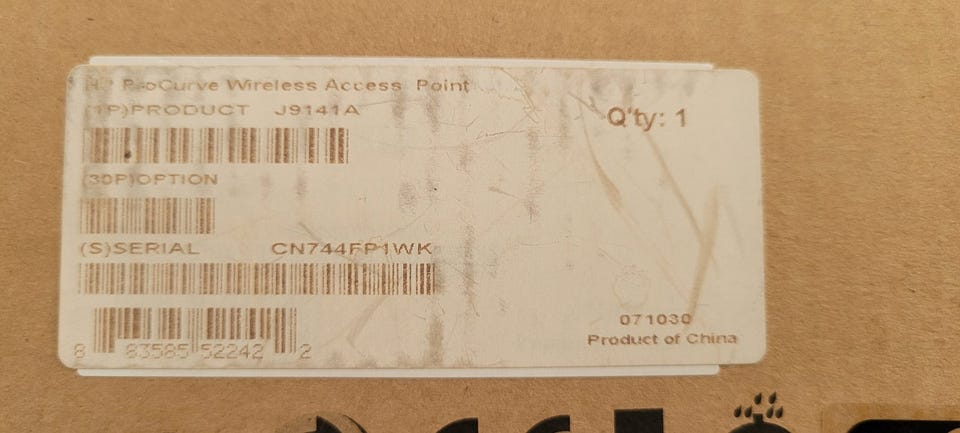 HP ProCurve Wireless Access Point
(1P)PRODUCT J9141A
Q'ty: 1
(30P)OPTION
(S)SERIAL CN744FP1WK
8 83585 52242 2
071030
Product of China